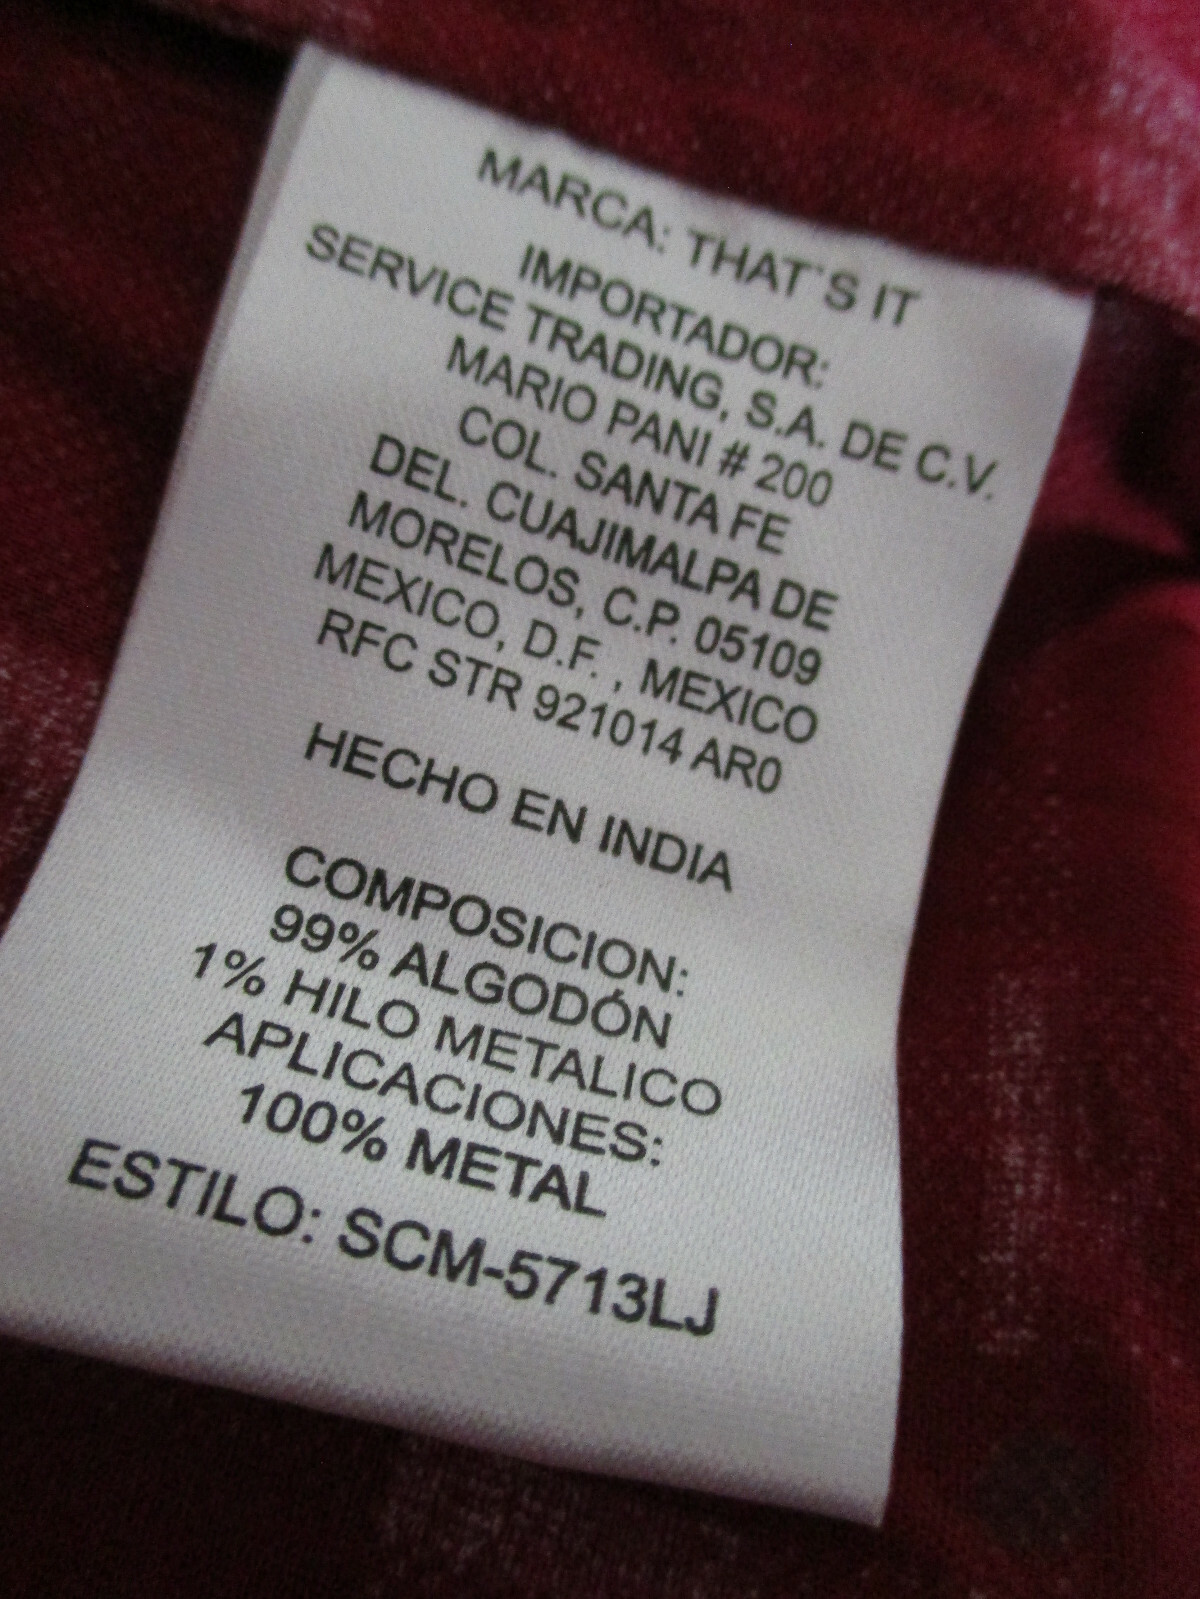 MARCA: THAT`S IT
IMPORTADOR:
SERVICE TRADING, S.A. DE C.V.
MARIO PANI # 200
COL. SANTA FE
DEL. CUAJIMALPA DE
MORELOS, C.P. 05109
MEXICO, D.F. , MEXICO
RFC STR 921014 AR0
HECHO EN INDIA
COMPOSICION:
99% ALGODÓN
1% HILO METALICO
APLICACIONES:
100% METAL
ESTILO: SCM-5713LJ